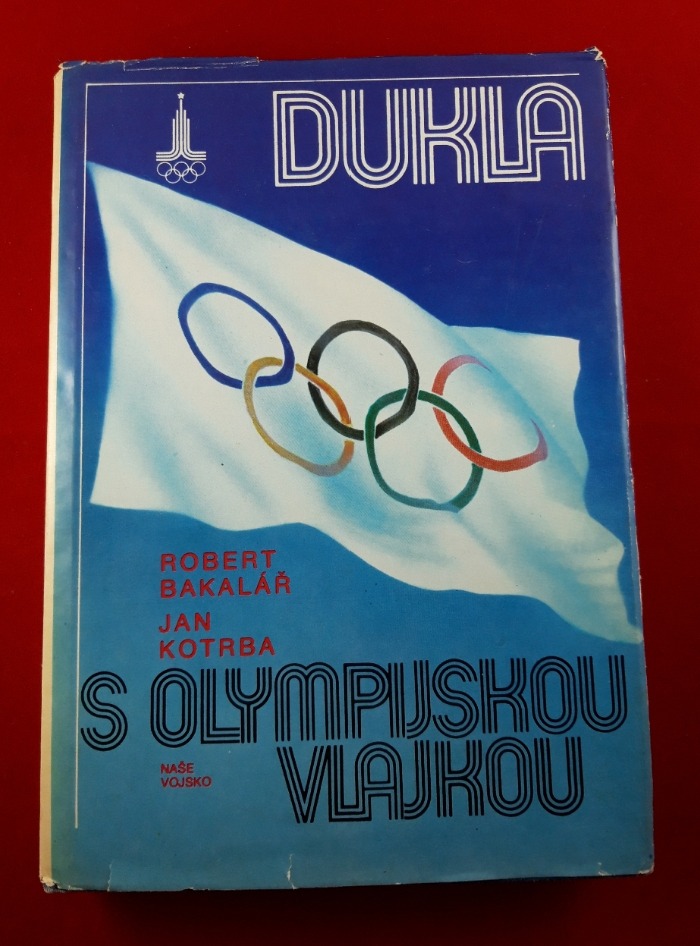 DUKLA
ROBERT
BAKALÁŘ
JAN
KOTRBA
S OLYMPIJSKOU
VLAJKOU
NAŠE
VOJSKO